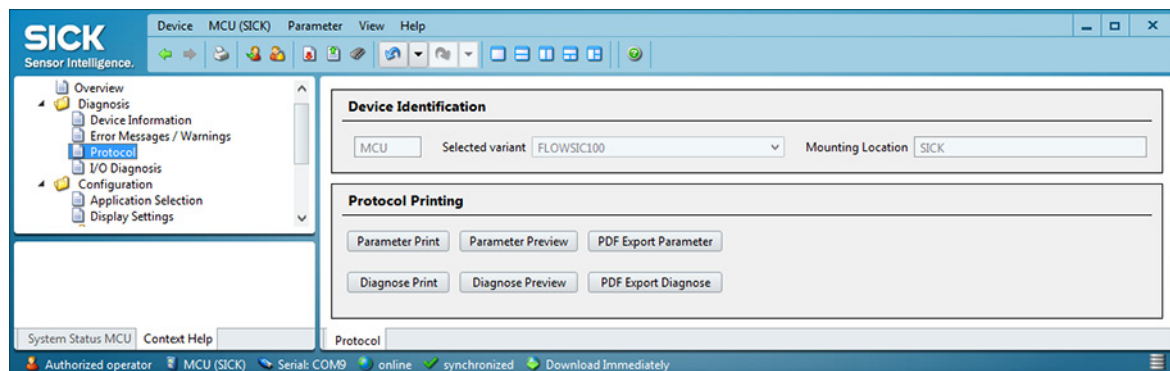 SICK
Sensor Intelligence.
Device MCU (SICK) Parameter View Help
Overview
Diagnosis
Device Information
Error Messages / Warnings
Protocol
I/O Diagnosis
Configuration
Application Selection
Display Settings
System Status MCU Context Help
Device Identification
MCU Selected variant FLOWSIC100 Mounting Location SICK
Protocol Printing
Parameter Print Parameter Preview PDF Export Parameter
Diagnose Print Diagnose Preview PDF Export Diagnose
Protocol
Authorized operator MCU (SICK) Serial: COM9 online synchronized Download Immediately